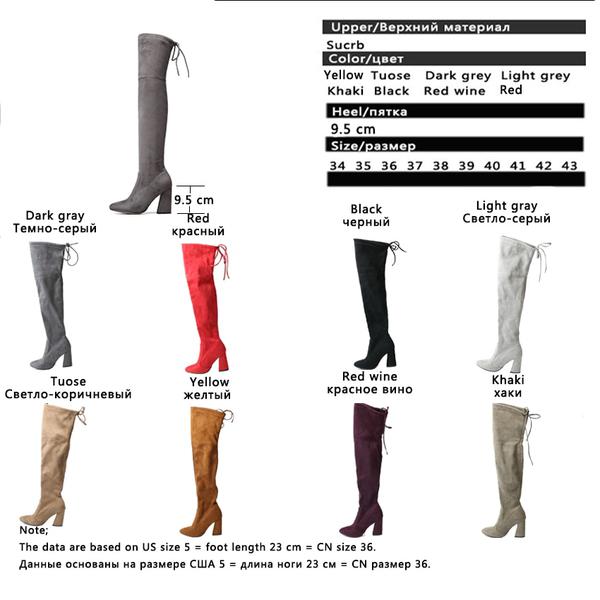 Upper/Верхний материал
Sucrb
Color/цвет
Yellow Tuose Dark grey Light grey
Khaki Black Red wine Red
Heel/пятка
9.5 cm
Size/размер
34 35 36 37 38 39 40 41 42 43
9.5 cm
Dark gray
Темно-серый
Red
красный
Black
черный
Light gray
Светло-серый
Tuose
Светло-коричневый
Yellow
желтый
Red wine
красное вино
Khaki
хаки
Note;
The data are based on US size 5 = foot length 23 cm = CN size 36.
Данные основаны на размере США 5 = длина ноги 23 см = CN размер 36.